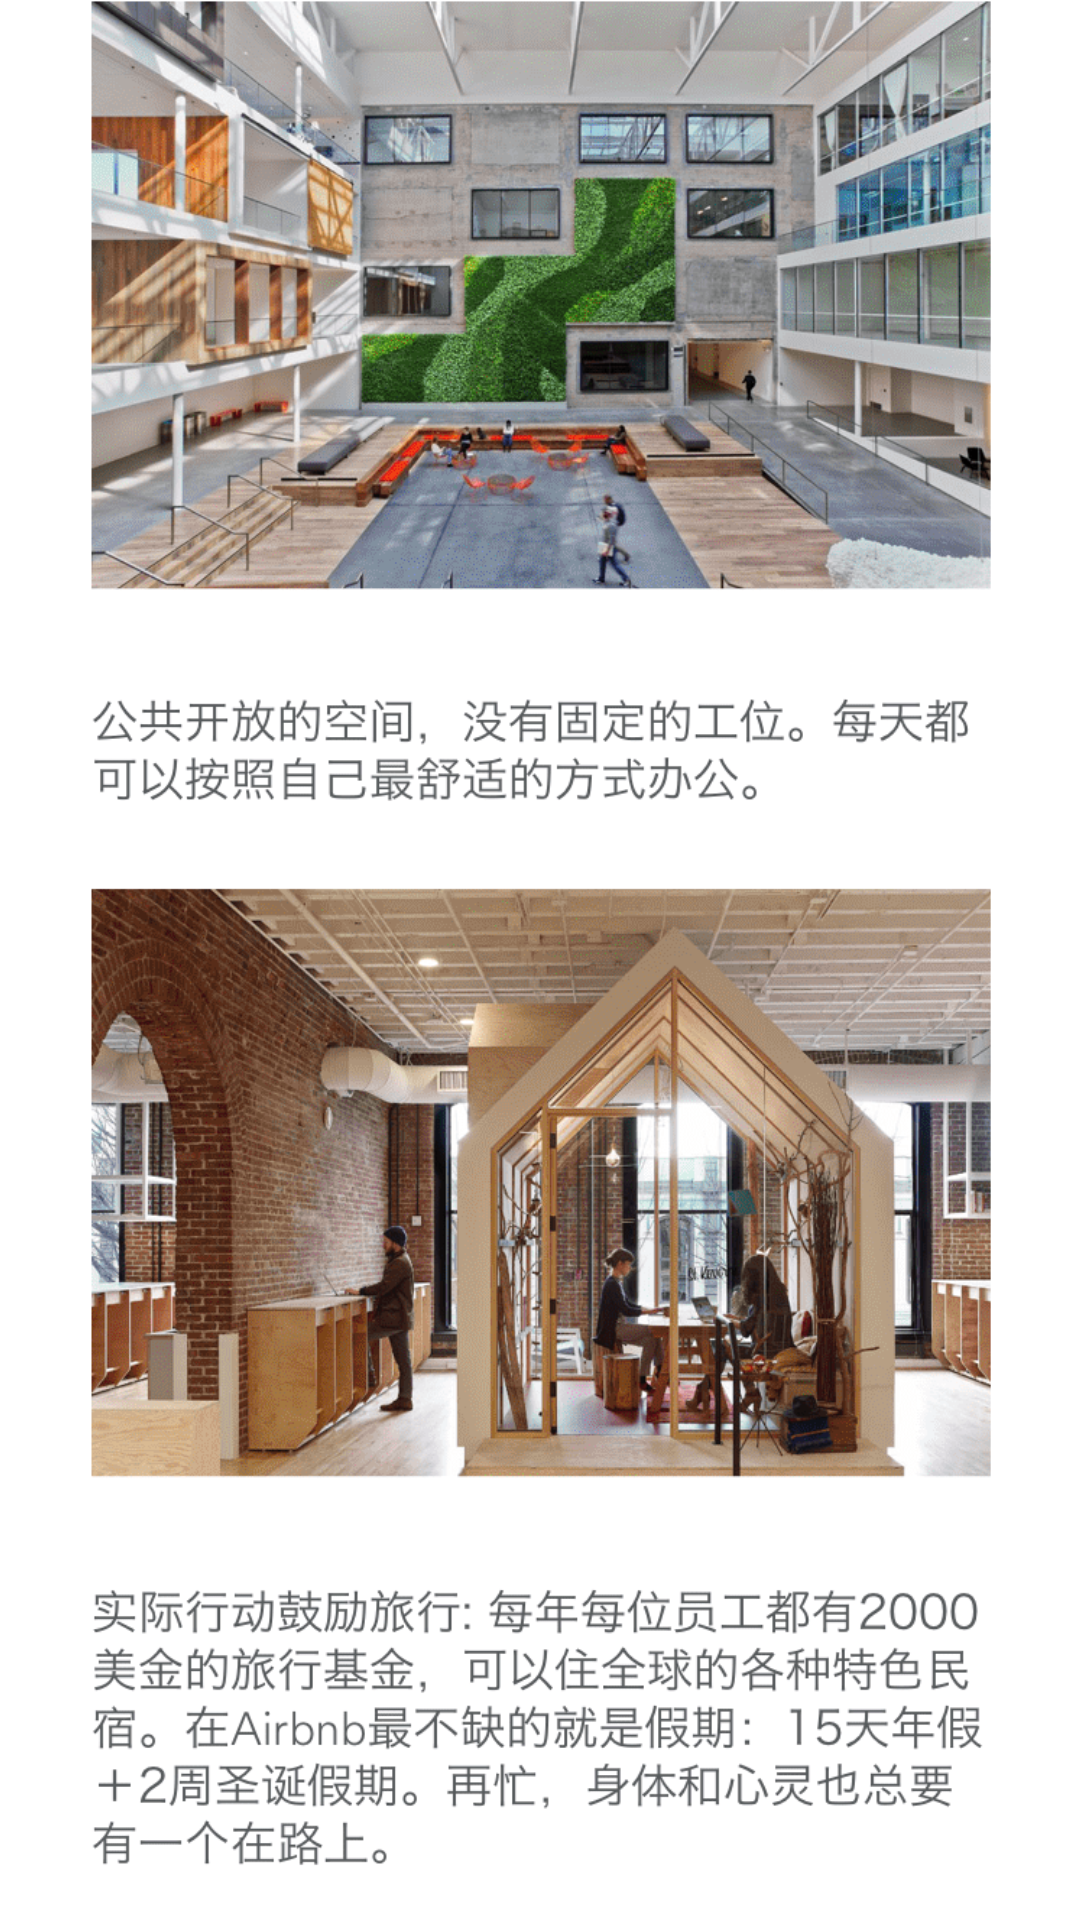 公共开放的空间，没有固定的工位。每天都
可以按照自己最舒适的方式办公。
实际行动鼓励旅行: 每年每位员工都有2000
美金的旅行基金，可以住全球的各种特色民
宿。在Airbnb最不缺的就是假期：15天年假
＋2周圣诞假期。再忙，身体和心灵也总要
有一个在路上。